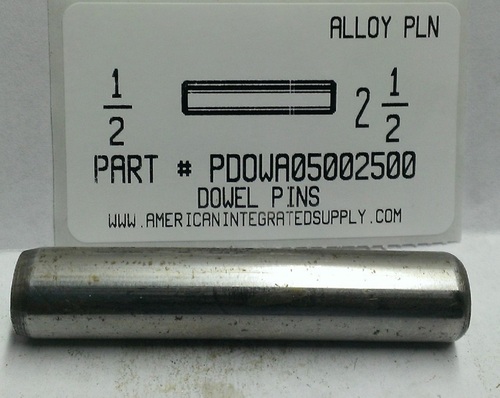 ALLOY PLN
1/2
2 1/2
PART # PDOWA05002500
DOWEL PINS
WWW.AMERICANINTEGRATEDSUPPLY.COM